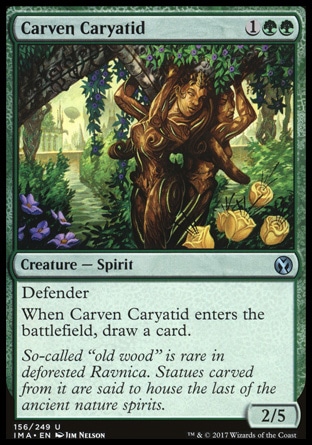 Carven Caryatid 1
Creature — Spirit
Defender
When Carven Caryatid enters the
battlefield, draw a card.
So-called “old wood” is rare in
deforested Ravnica. Statues carved
from it are said to house the last of the
ancient nature spirits.
2/5
156/249 U
IMA • EN Jim Nelson ™ & © 2017 Wizards of the Coast